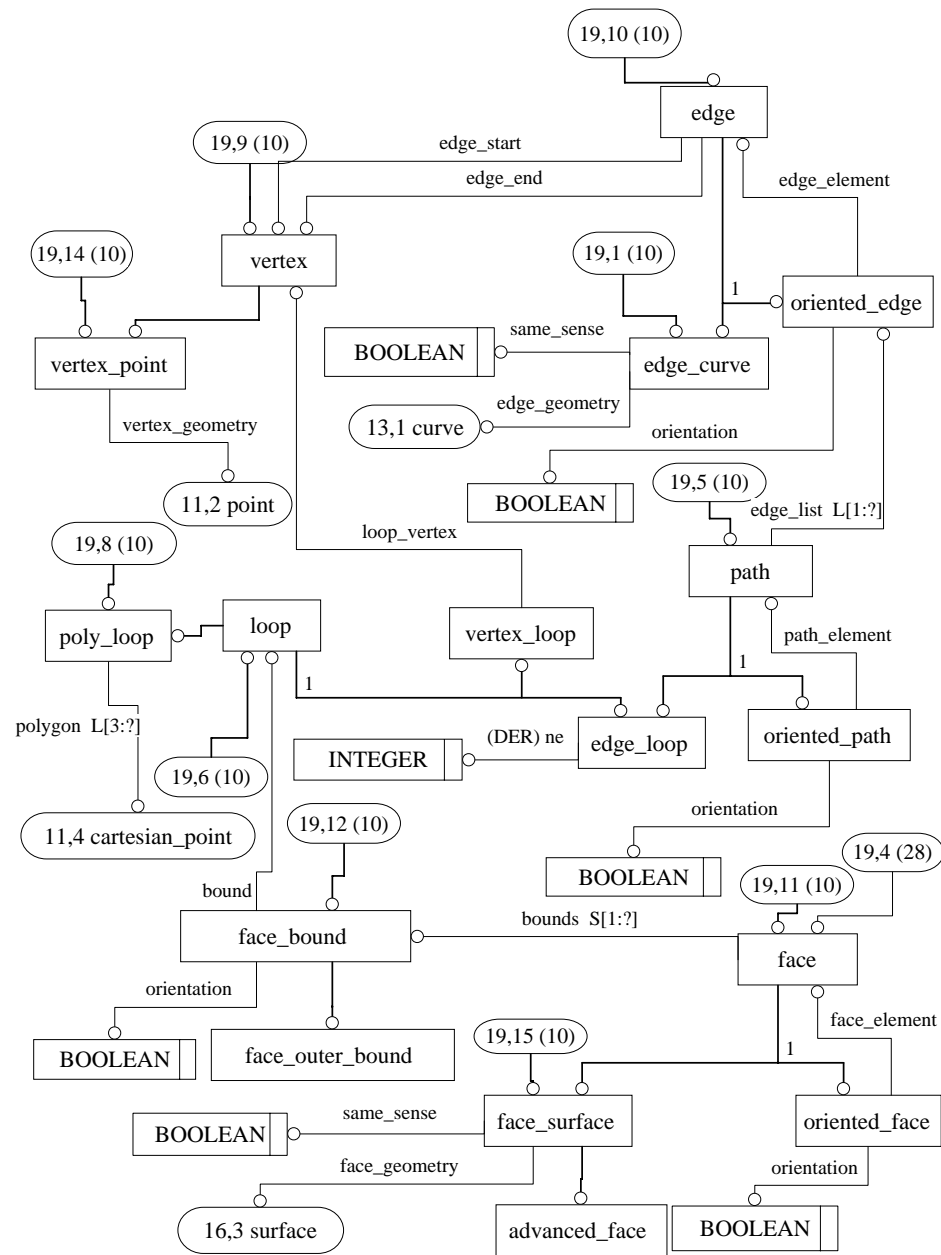 19,10 (10)
edge
19,9 (10)
edge_start
edge_end
edge_element
vertex
19,14 (10)
19,1 (10)
1
oriented_edge
same_sense
BOOLEAN
vertex_point
edge_curve
edge_geometry
vertex_geometry
13,1 curve
orientation
19,5 (10)
11,2 point
BOOLEAN
edge_list L[1:?]
loop_vertex
19,8 (10)
path
loop
poly_loop
vertex_loop
path_element
1
1
polygon L[3:?]
(DER) ne
edge_loop
oriented_path
INTEGER
19,6 (10)
orientation
19,12 (10)
11,4 cartesian_point
19,4 (28)
BOOLEAN
19,11 (10)
bound
bounds S[1:?]
face_bound
face
orientation
face_element
19,15 (10)
BOOLEAN
face_outer_bound
1
same_sense
face_surface
oriented_face
BOOLEAN
face_geometry
orientation
16,3 surface
advanced_face
BOOLEAN